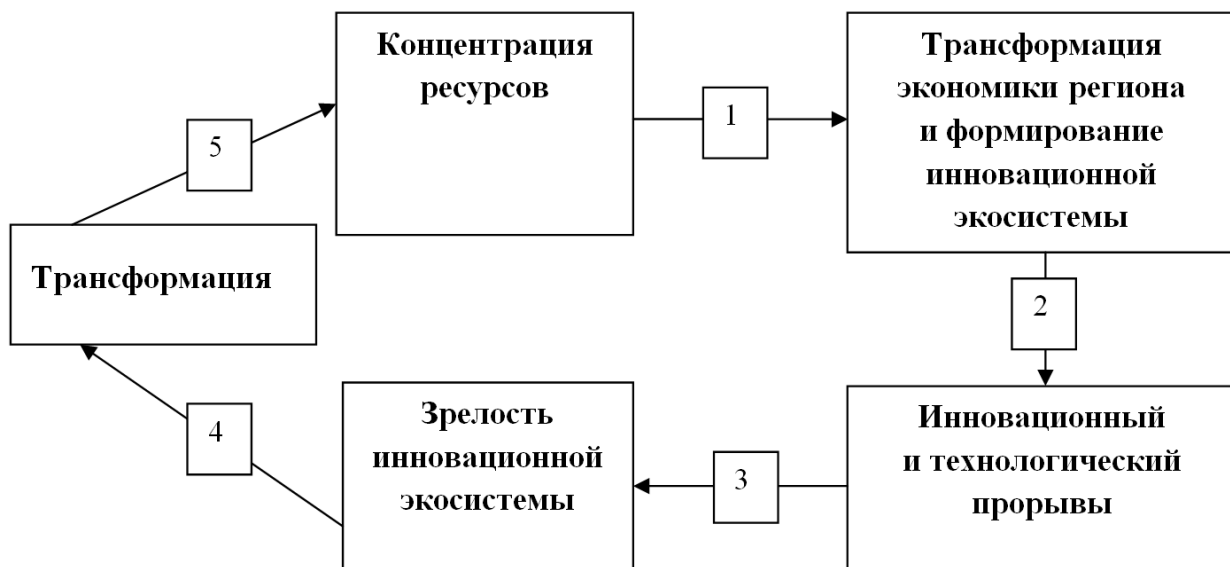 Концентрация
ресурсов
1
Трансформация
экономики региона
и формирование
инновационной
экосистемы
2
Инновационный
и технологический
прорывы
3
Зрелость
инновационной
экосистемы
4
Трансформация
5